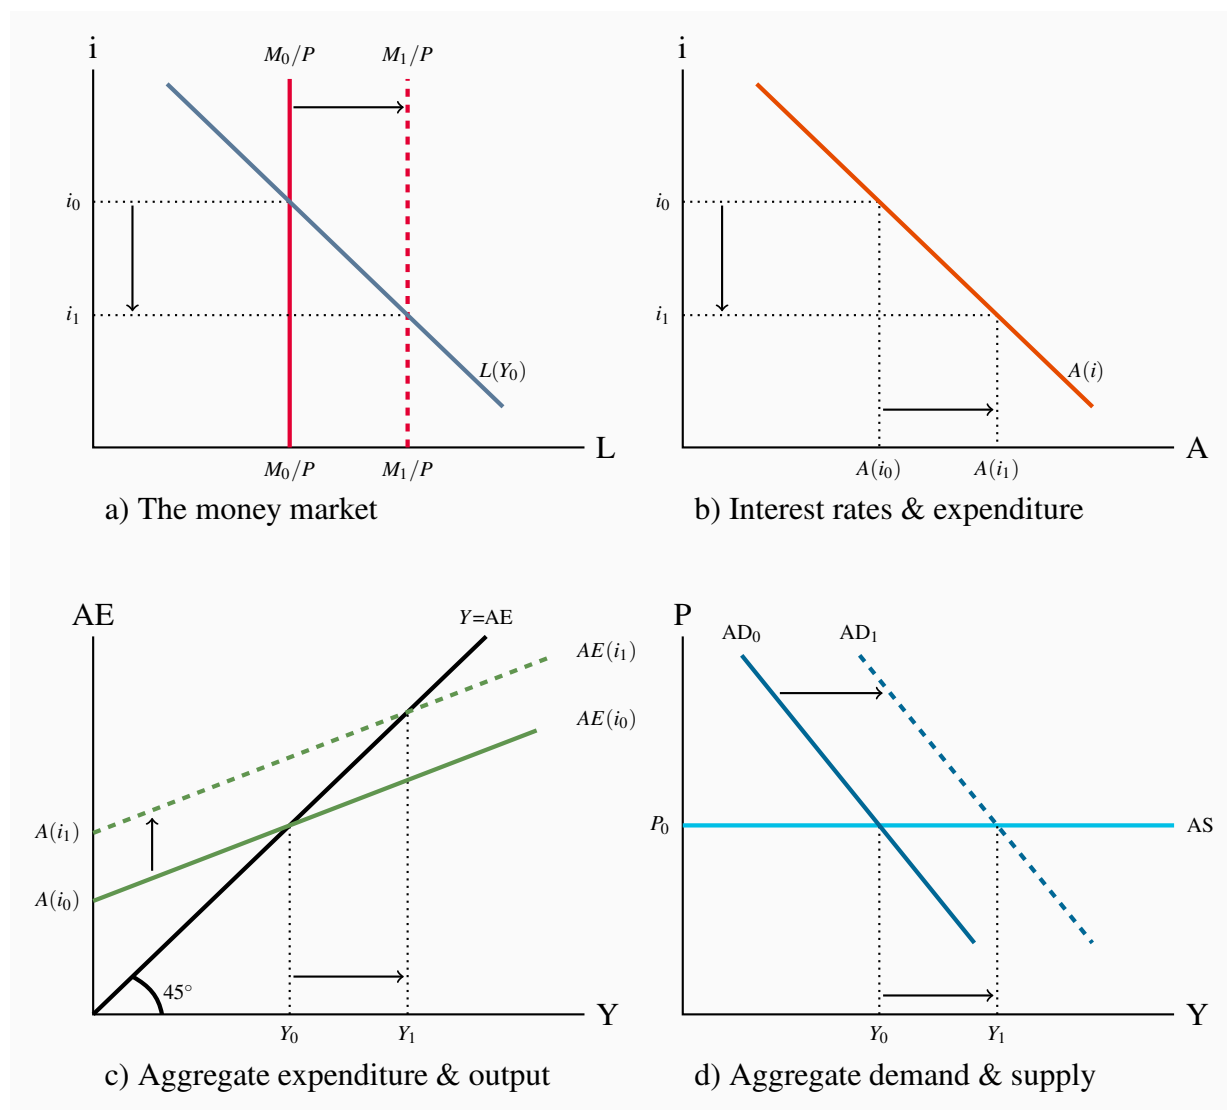 i
M₀/P
M₁/P
i₀
i₁
L(Y₀)
L
M₀/P
M₁/P
a) The money market
i
i₀
i₁
A(i)
A
A(i₀)
A(i₁)
b) Interest rates & expenditure
AE
Y=AE
AE(i₁)
AE(i₀)
A(i₁)
A(i₀)
45°
Y
Y₀
Y₁
c) Aggregate expenditure & output
P
AD₀
AD₁
P₀
AS
Y
Y₀
Y₁
d) Aggregate demand & supply